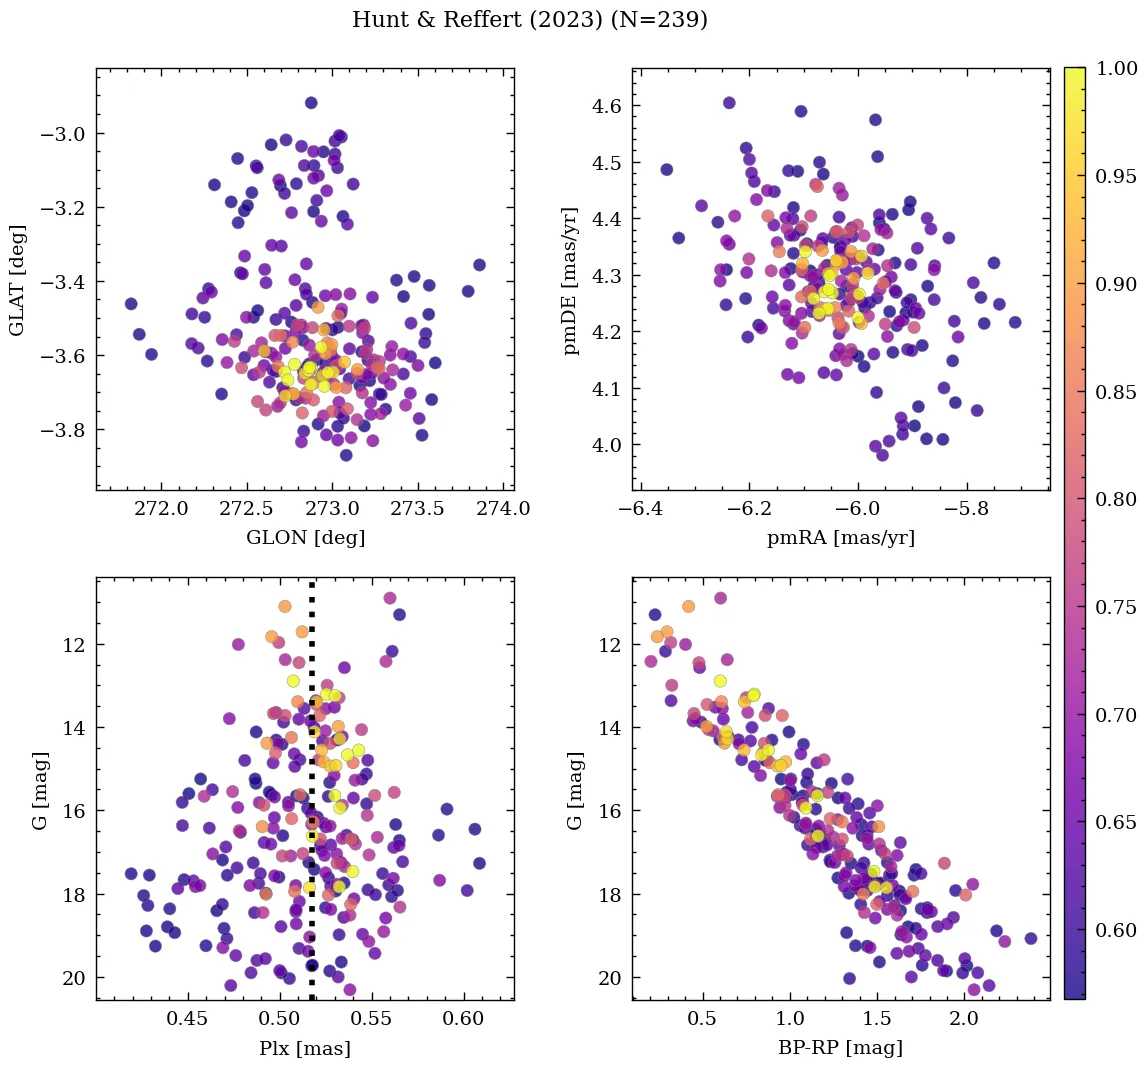 Hunt & Reffert (2023) (N=239)
−3.0
−3.2
−3.4
−3.6
−3.8
GLAT [deg]
272.0 272.5 273.0 273.5 274.0
GLON [deg]
4.6
4.5
4.4
4.3
4.2
4.1
4.0
pmDE [mas/yr]
−6.4 −6.2 −6.0 −5.8
pmRA [mas/yr]
12
14
16
18
20
G [mag]
0.45 0.50 0.55 0.60
Plx [mas]
12
14
16
18
20
G [mag]
0.5 1.0 1.5 2.0
BP-RP [mag]
1.00
0.95
0.90
0.85
0.80
0.75
0.70
0.65
0.60